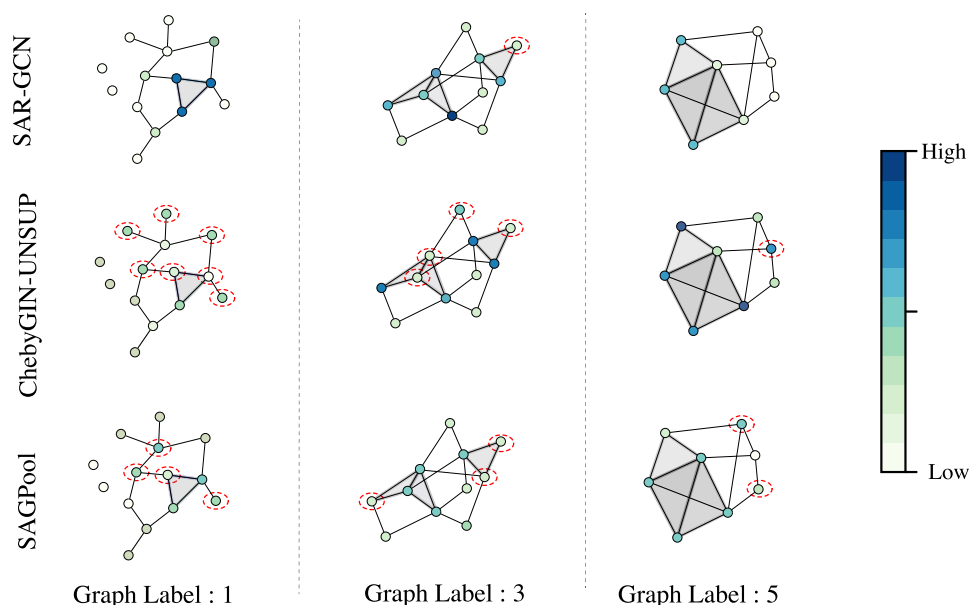 SAR-GCN
ChebyGIN-UNSUP
SAGPool
High
Low
Graph Label : 1
Graph Label : 3
Graph Label : 5